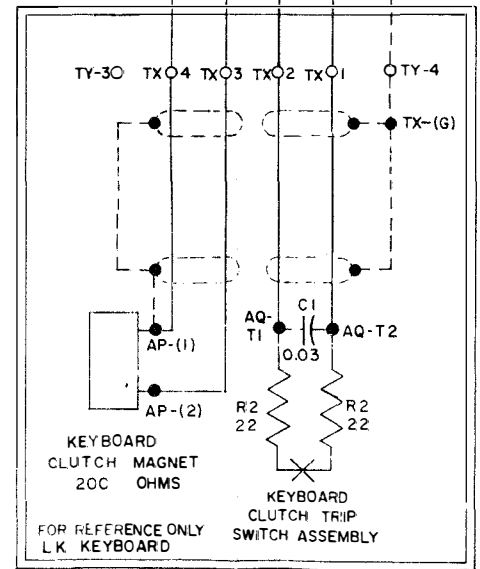 TY-3 TX 4 TX 3 TX 2 TX 1 TY-4
TX-(G)
C1
AQ-
T1
AQ-T2
0.03
AP-(1)
AP-(2)
R2
22
R2
22
KEYBOARD
CLUTCH MAGNET
20C OHMS
KEYBOARD
CLUTCH TRIP
SWITCH ASSEMBLY
FOR REFERENCE ONLY
LK KEYBOARD